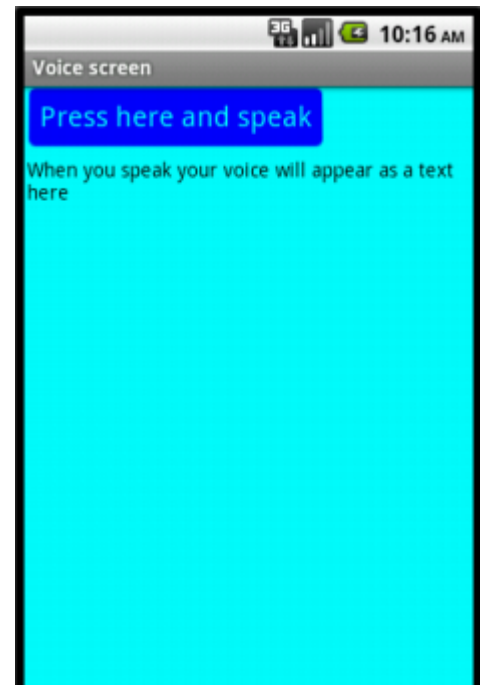 3G 10:16 AM
Voice screen
Press here and speak
When you speak your voice will appear as a text
here